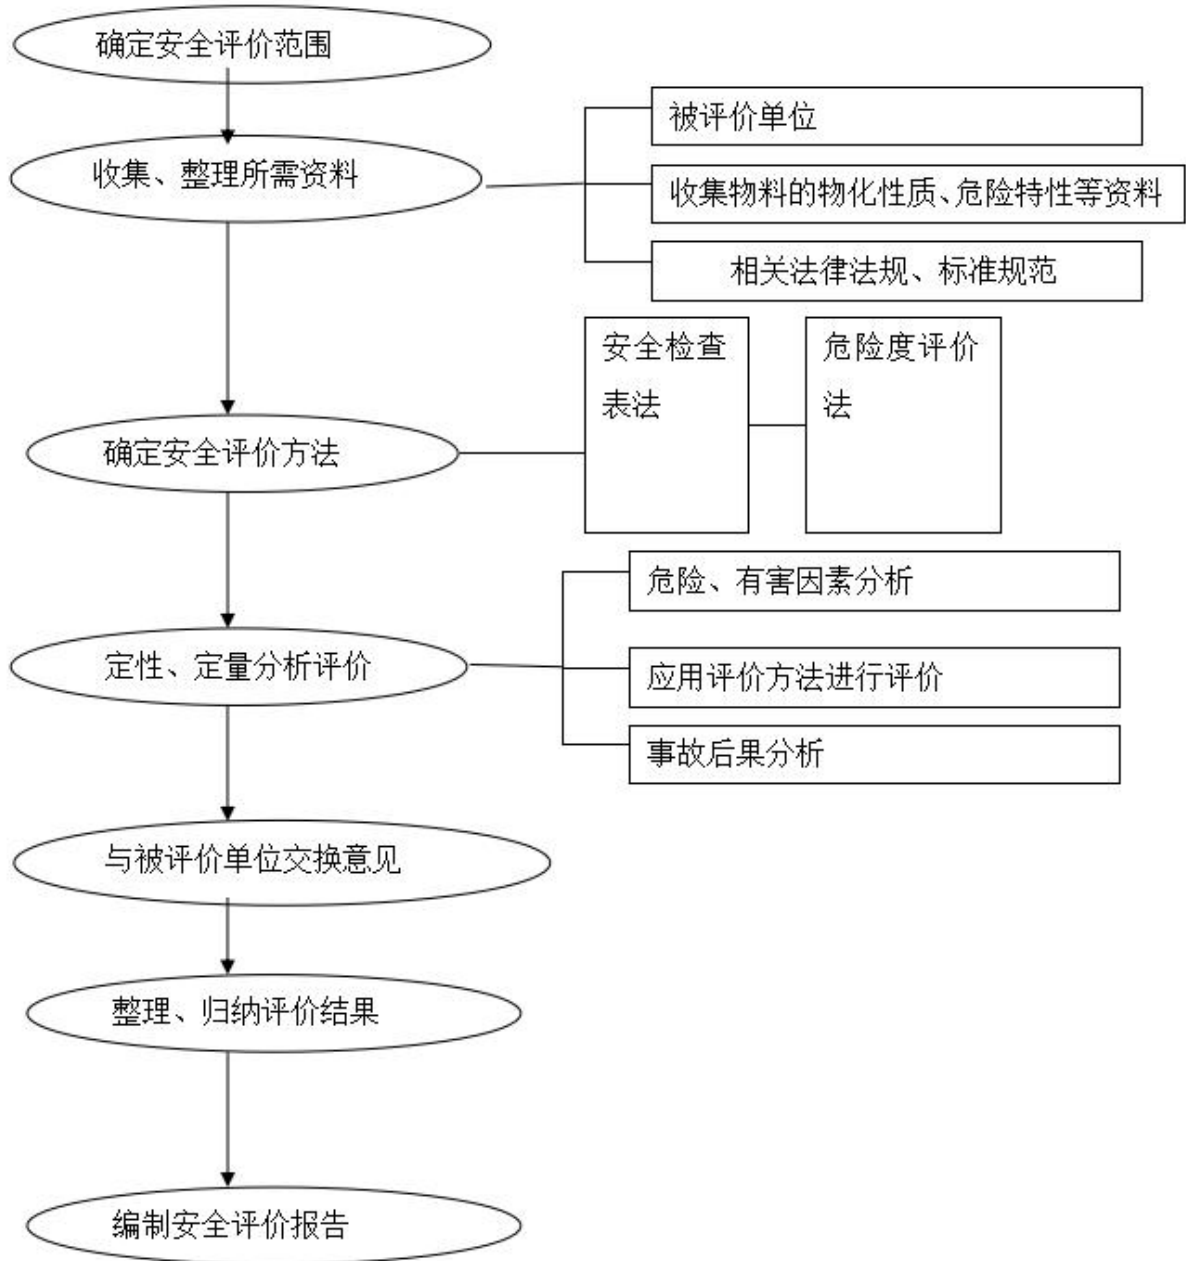 确定安全评价范围
收集、整理所需资料
被评价单位
收集物料的物化性质、危险特性等资料
相关法律法规、标准规范
确定安全评价方法
安全检查
表法
危险度评价
法
定性、定量分析评价
危险、有害因素分析
应用评价方法进行评价
事故后果分析
与被评价单位交换意见
整理、归纳评价结果
编制安全评价报告